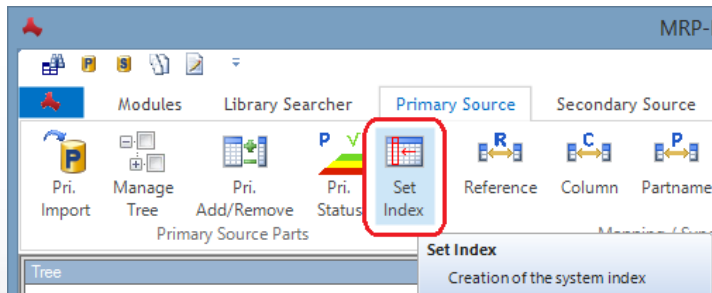 MRP-
Modules Library Searcher Primary Source Secondary Source
P
Pri. Import
Manage Tree
Pri. Add/Remove
P
Pri. Status
Set Index
R
Reference
C
Column
P
Partname
Primary Source Parts
Set Index
Creation of the system index
Tree